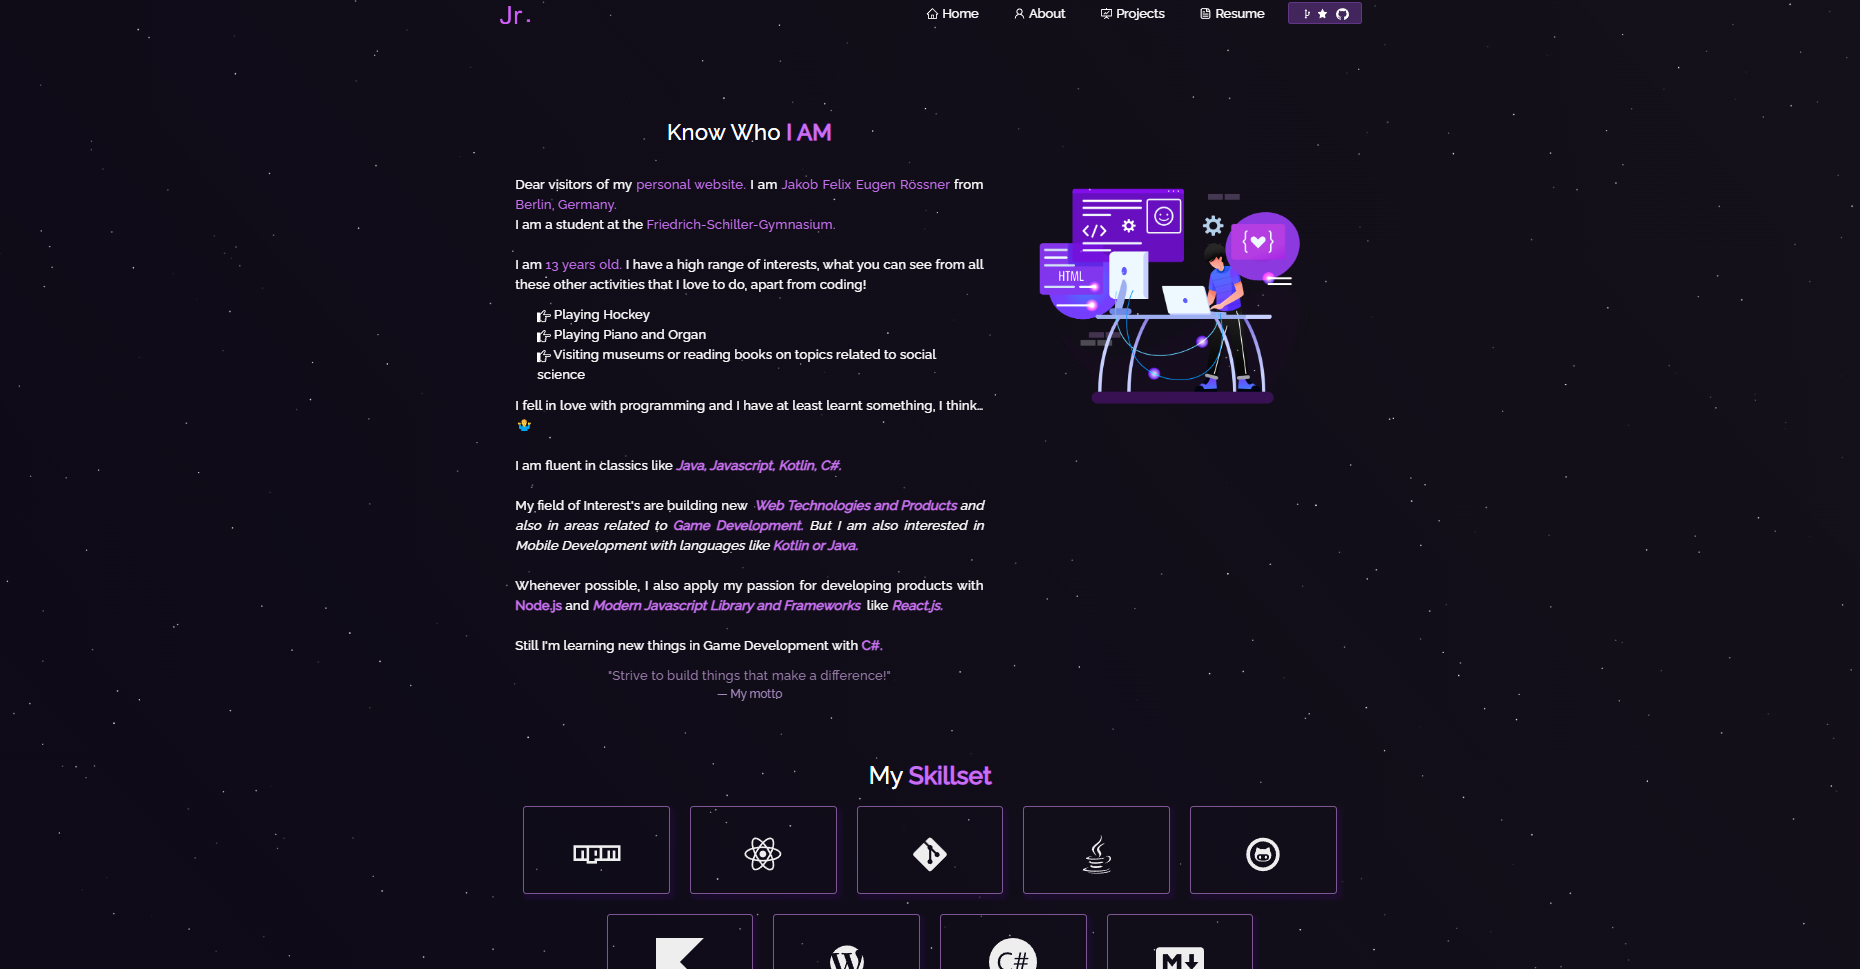 Jr.
Home About Projects Resume
Know Who I AM
Dear visitors of my personal website. I am Jakob Felix Eugen Rössner from
Berlin, Germany.
I am a student at the Friedrich-Schiller-Gymnasium.
I am 13 years old. I have a high range of interests, what you can see from all
these other activities that I love to do, apart from coding!
Playing Hockey
Playing Piano and Organ
Visiting museums or reading books on topics related to social
science
I fell in love with programming and I have at least learnt something, I think…
🤷‍♂️
I am fluent in classics like Java, Javascript, Kotlin, C#.
My field of Interest's are building new Web Technologies and Products and
also in areas related to Game Development. But I am also interested in
Mobile Development with languages like Kotlin or Java.
Whenever possible, I also apply my passion for developing products with
Node.js and Modern Javascript Library and Frameworks like React.js.
Still I'm learning new things in Game Development with C#.
"Strive to build things that make a difference!"
— My motto
</>
HTML
{ }
My Skillset
npm
C#
M